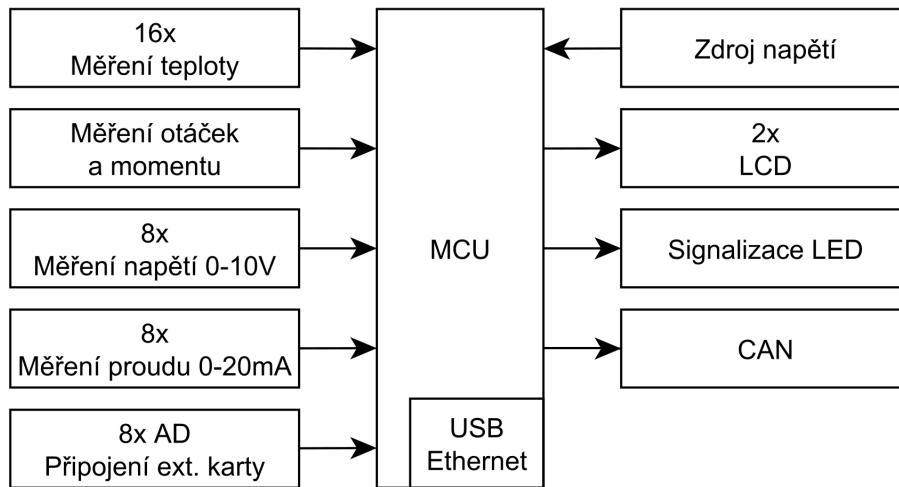 16x
Měření teploty
Měření otáček
a momentu
8x
Měření napětí 0-10V
8x
Měření proudu 0-20mA
8x AD
Připojení ext. karty
MCU
USB
Ethernet
Zdroj napětí
2x
LCD
Signalizace LED
CAN